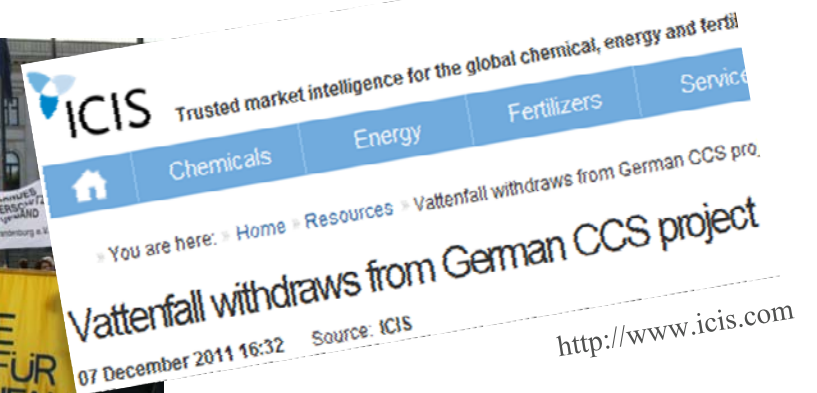 ICIS Trusted market intelligence for the global chemical, energy and
Chemicals Energy Fertilizers Service
» You are here: » Home » Resources » Vattenfall withdraws from German CCS
Vattenfall withdraws from German CCS project
07 December 2011 16:32 Source: ICIS
http://www.icis.com
FÜR